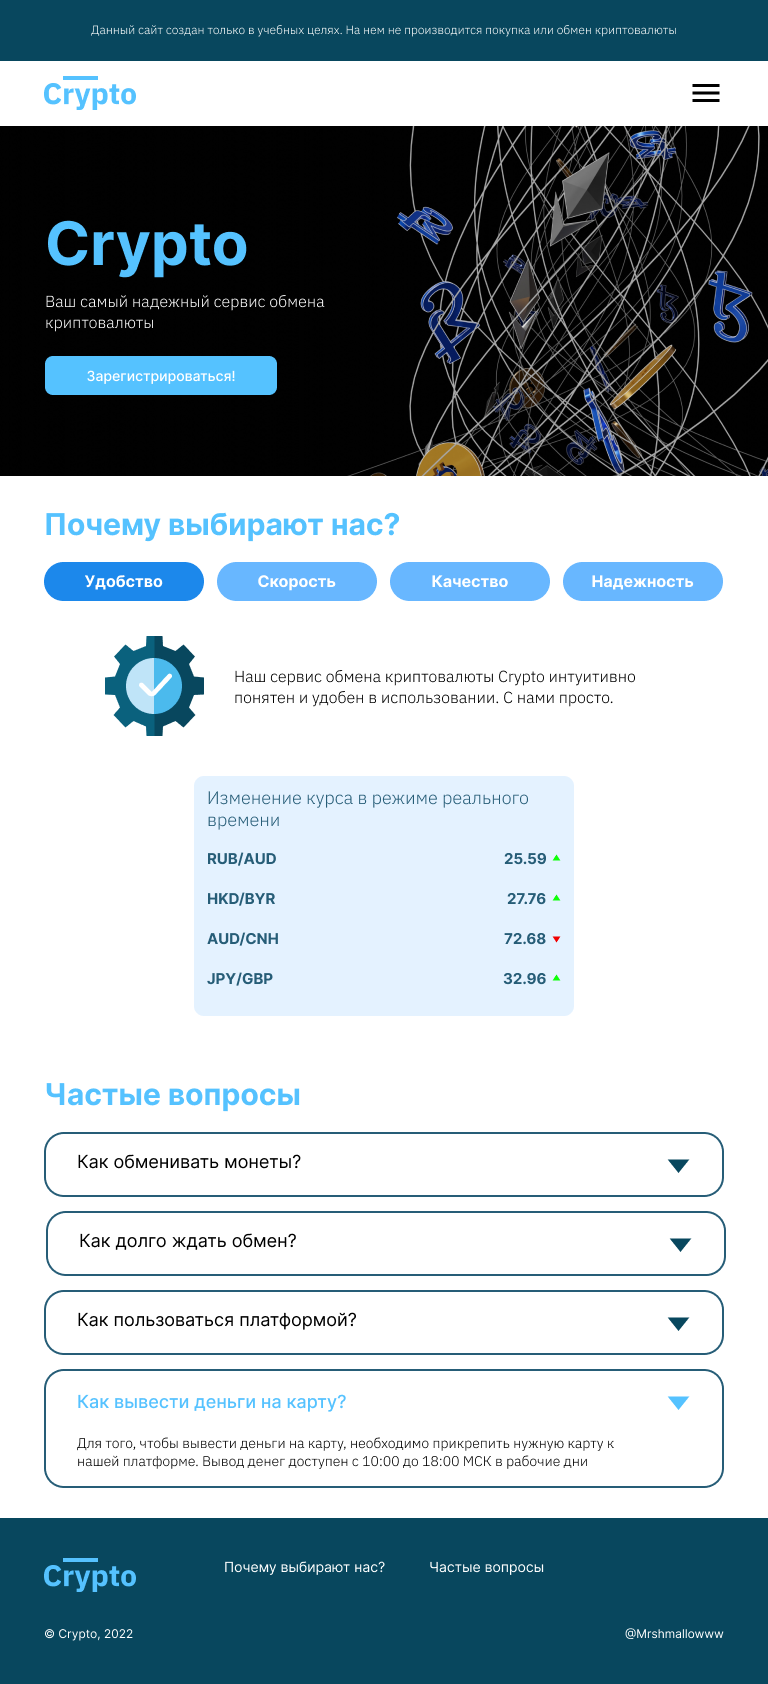 Данный сайт создан только в учебных целях. На нем не производится покупка или обмен криптовалюты
Crypto
Crypto
Ваш самый надежный сервис обмена
криптовалюты
Зарегистрироваться!
Почему выбирают нас?
Удобство Скорость Качество Надежность
Наш сервис обмена криптовалюты Crypto интуитивно
понятен и удобен в использовании. С нами просто.
Изменение курса в режиме реального
времени
RUB/AUD 25.59
HKD/BYR 27.76
AUD/CNH 72.68
JPY/GBP 32.96
Частые вопросы
Как обменивать монеты?
Как долго ждать обмен?
Как пользоваться платформой?
Как вывести деньги на карту?
Для того, чтобы вывести деньги на карту, необходимо прикрепить нужную карту к
нашей платформе. Вывод денег доступен с 10:00 до 18:00 МСК в рабочие дни
Crypto
Почему выбирают нас? Частые вопросы
© Crypto, 2022 @Mrshmallowww